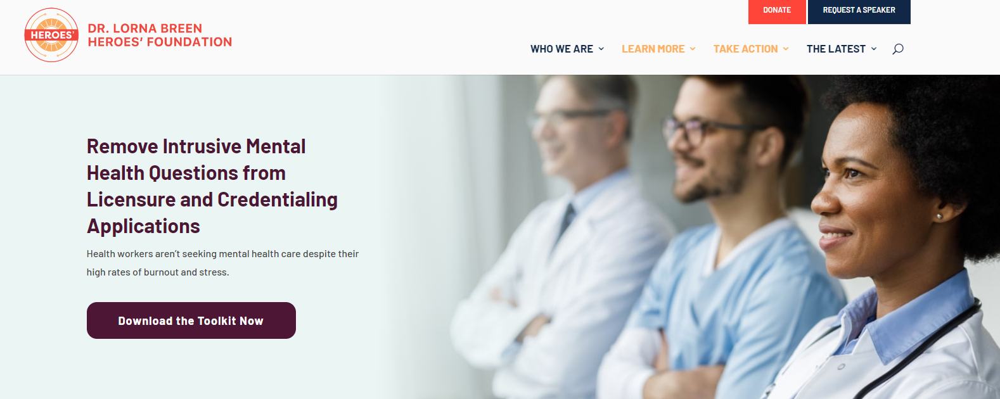 DONATE
REQUEST A SPEAKER
HEROES'
DR. LORNA BREEN
HEROES' FOUNDATION
WHO WE ARE
LEARN MORE
TAKE ACTION
THE LATEST
Remove Intrusive Mental
Health Questions from
Licensure and Credentialing
Applications
Health workers aren't seeking mental health care despite their
high rates of burnout and stress.
Download the Toolkit Now